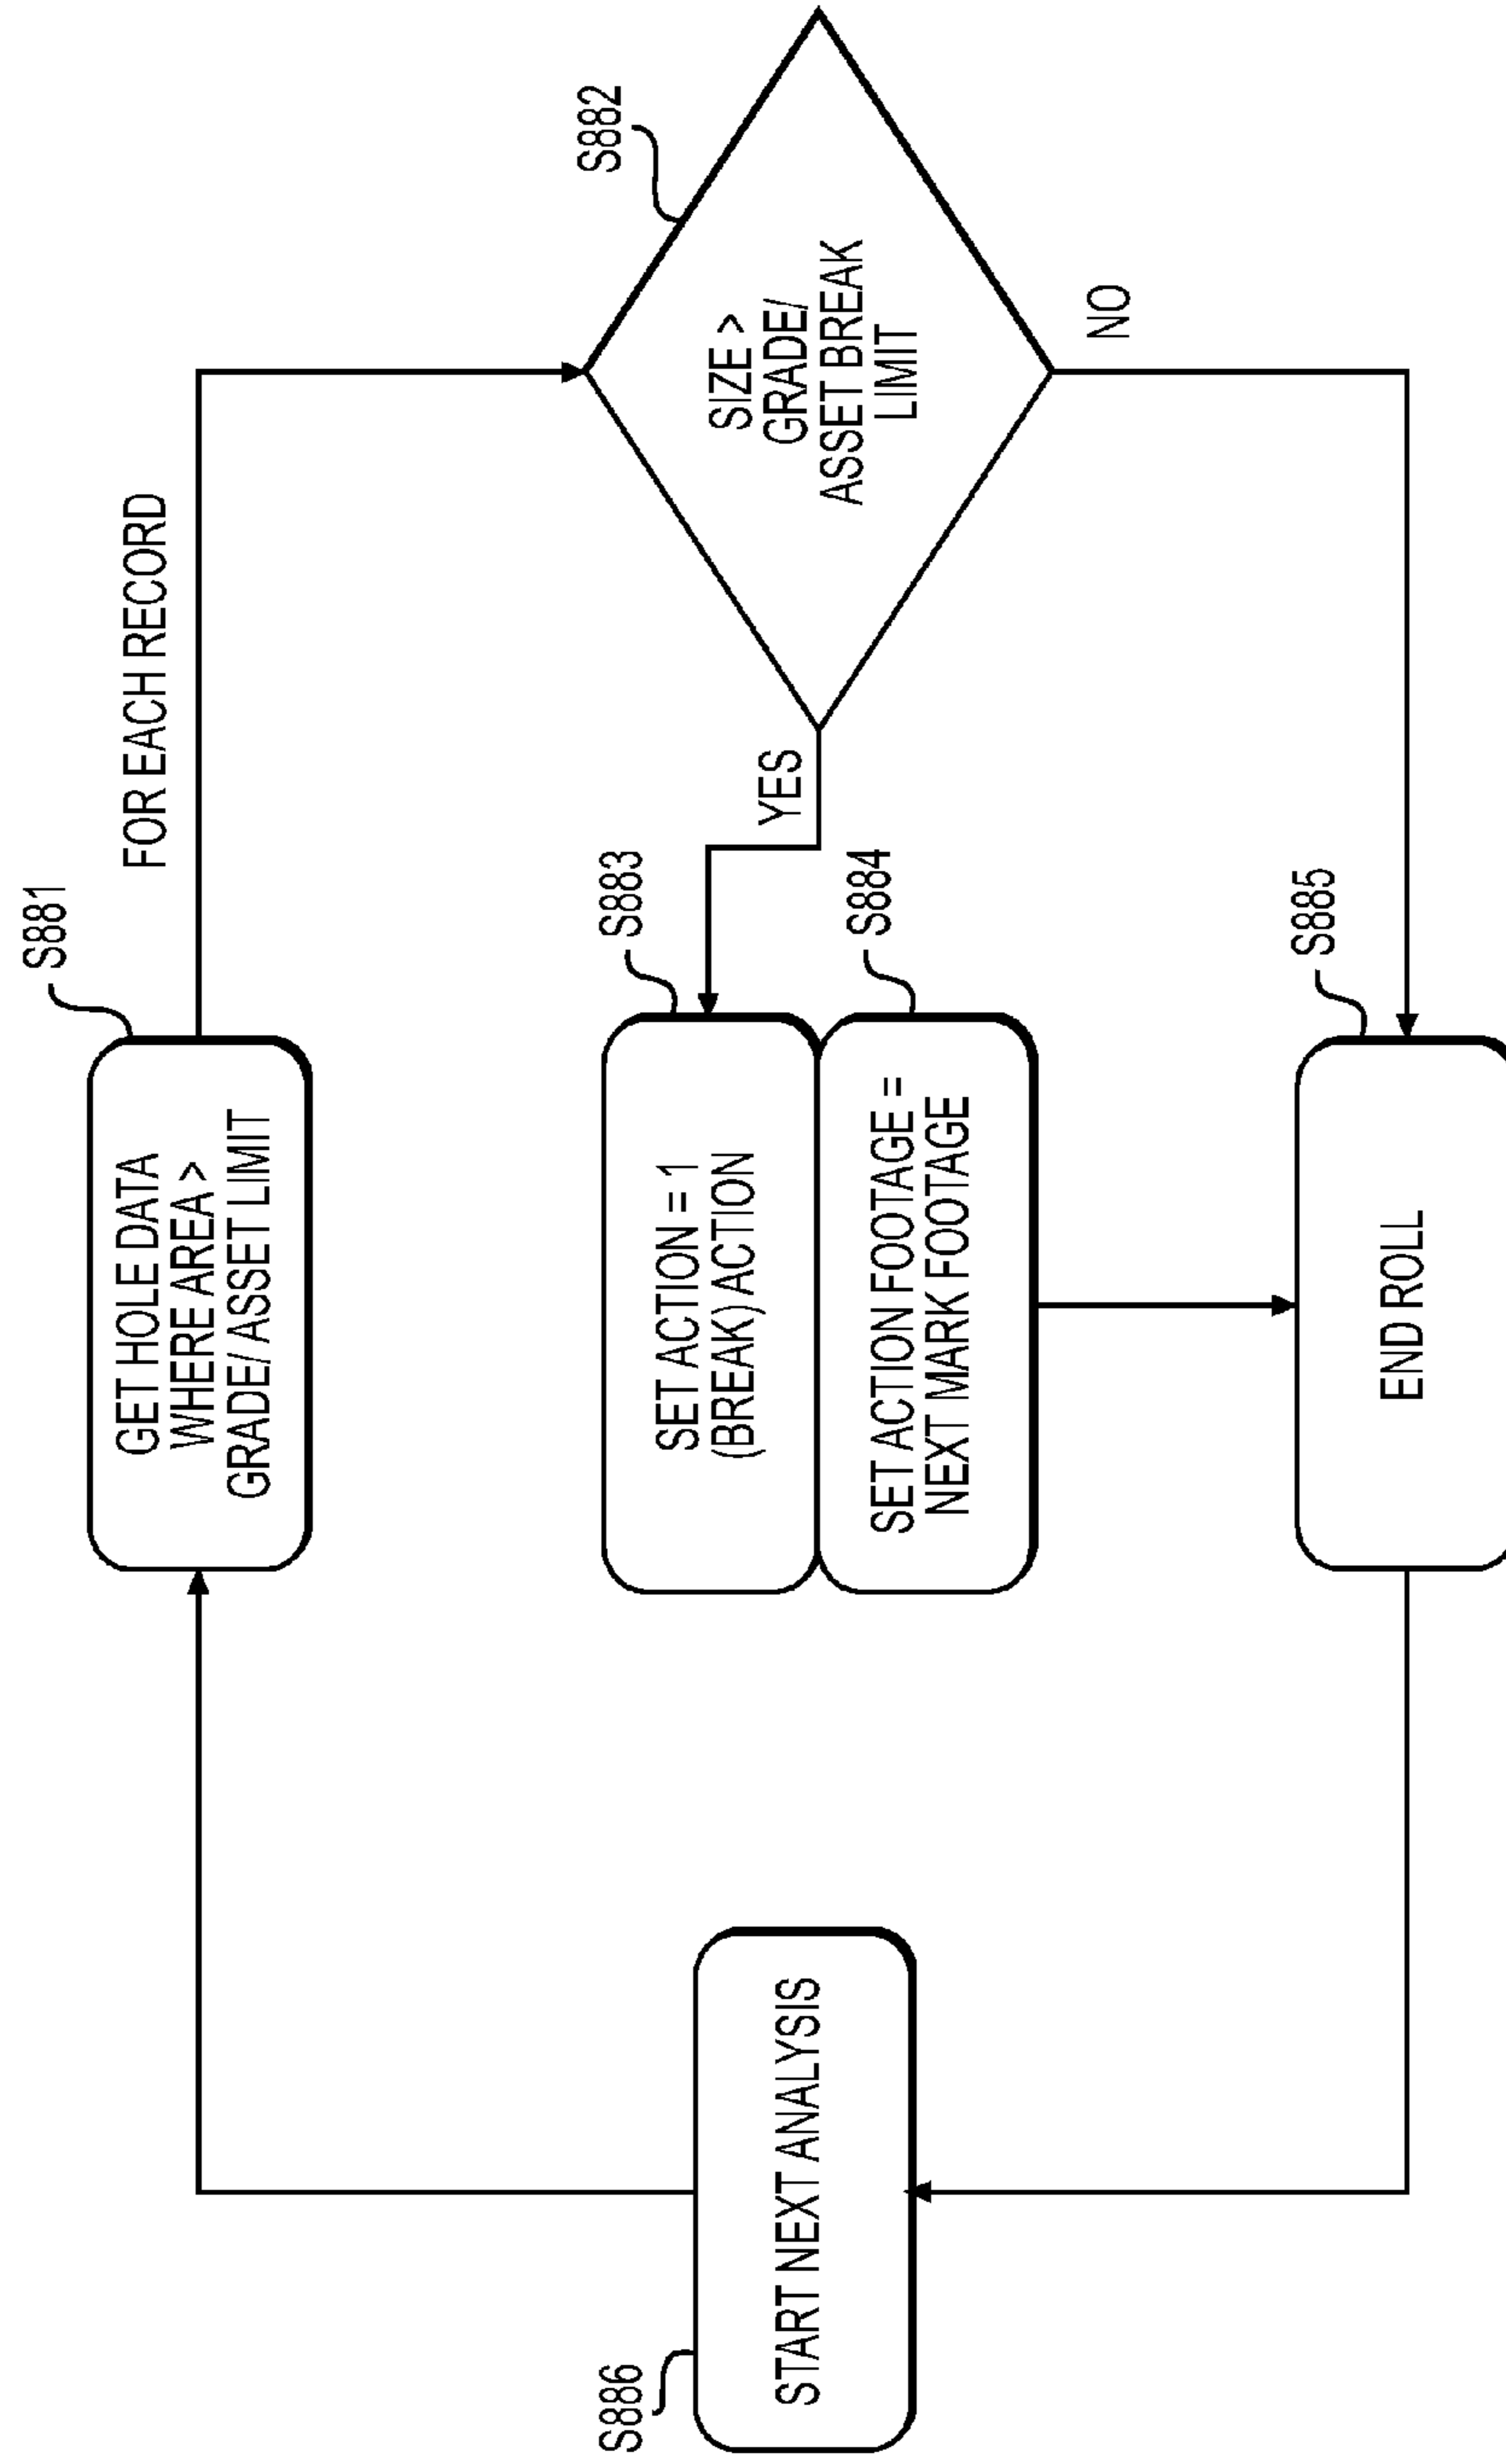 S881
GET HOLE DATA
WHERE AREA >
GRADE/ ASSET LIMIT
FOR EACH RECORD
S882
SIZE >
GRADE/
ASSET BREAK
LIMIT
YES
NO
S883
SET ACTION = 1
(BREAK) ACTION
S884
SET ACTION FOOTAGE =
NEXT MARK FOOTAGE
S885
END ROLL
S886
START NEXT ANALYSIS